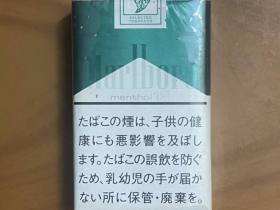 SELECTED
TOBACCOS
Marlboro
menthol
たばこの煙は、子供の健
康にも悪影響を及ぼし
ます。たばこの誤飲を防ぐ
ため、乳幼児の手が届か
ない所に保管・廃棄を。